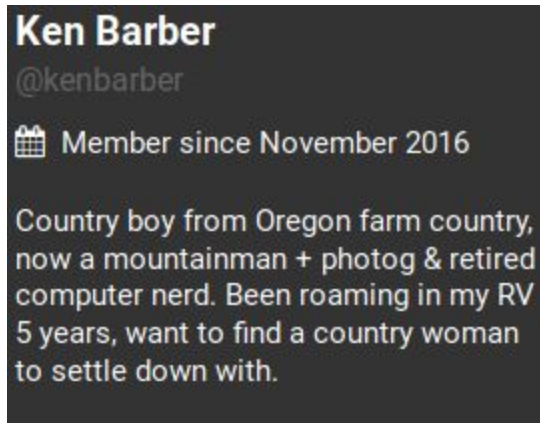 Ken Barber
@kenbarber
Member since November 2016
Country boy from Oregon farm country,
now a mountainman + photog & retired
computer nerd. Been roaming in my RV
5 years, want to find a country woman
to settle down with.